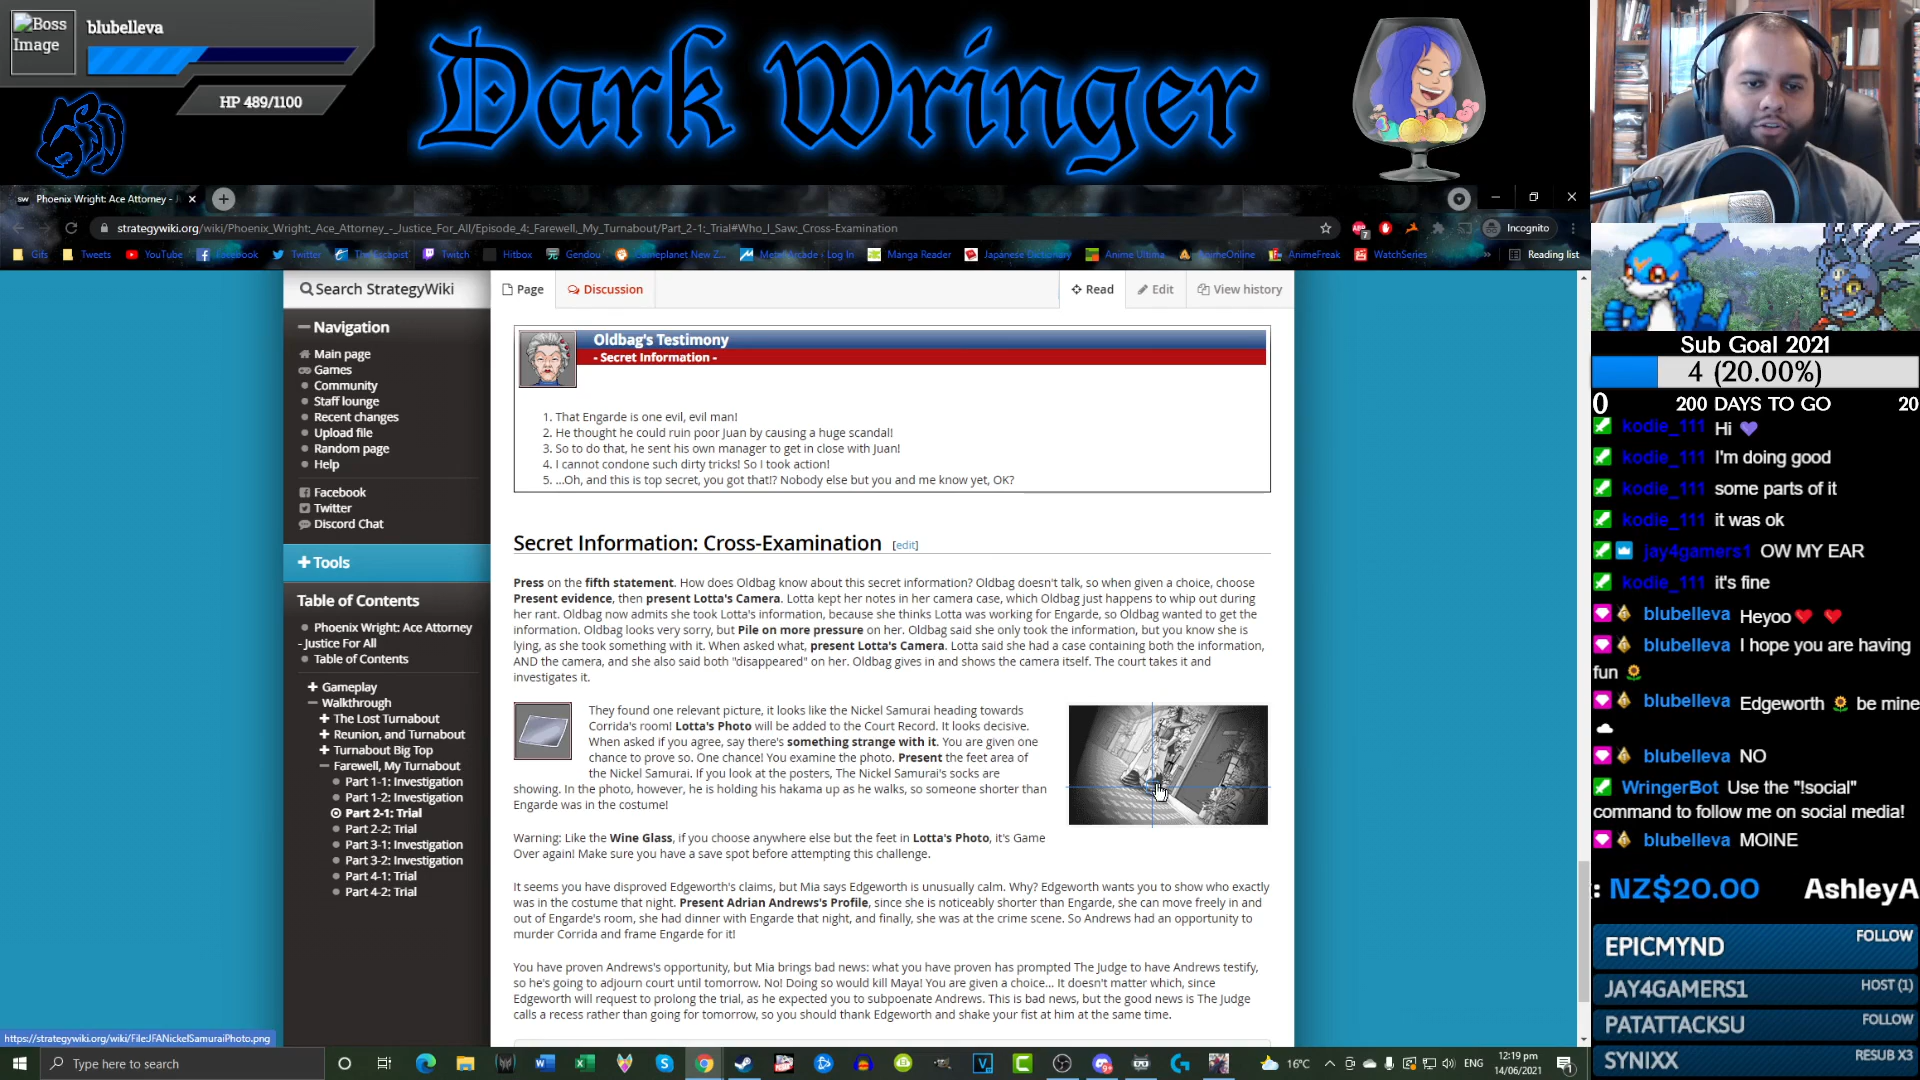 Boss Image
blubelleva
HP 489/1100
Dark Wringer
Phoenix Wright: Ace Attorney - J
strategywiki.org/wiki/Phoenix_Wright:_Ace_Attorney_-_Justice_For_All/Episode_4:_Farewell,_My_Turnabout/Part_2-1:_Trial#Who_I_Saw:_Cross-Examination
Incognito
Gifs Tweets YouTube Facebook Twitter The Escapist Twitch Hitbox Gendou Gameplanet New Z... Metal Arcade › Log In Manga Reader Japanese Dictionary Anime Ultima AnimeOnline AnimeFreak WatchSeries » Reading list
Search StrategyWiki
Page Discussion Read Edit View history
Navigation
Main page
Games
Community
Staff lounge
Recent changes
Upload file
Random page
Help
Facebook
Twitter
Discord Chat
Tools
Table of Contents
Phoenix Wright: Ace Attorney
- Justice For All
Table of Contents
Gameplay
Walkthrough
The Lost Turnabout
Reunion, and Turnabout
Turnabout Big Top
Farewell, My Turnabout
Part 1-1: Investigation
Part 1-2: Investigation
Part 2-1: Trial
Part 2-2: Trial
Part 3-1: Investigation
Part 3-2: Investigation
Part 4-1: Trial
Part 4-2: Trial
Oldbag's Testimony
- Secret Information -
1. That Engarde is one evil, evil man!
2. He thought he could ruin poor Juan by causing a huge scandal!
3. So to do that, he sent his own manager to get in close with Juan!
4. I cannot condone such dirty tricks! So I took action!
5. ...Oh, and this is top secret, you got that!? Nobody else but you and me know yet, OK?
Secret Information: Cross-Examination [edit]
Press on the fifth statement. How does Oldbag know about this secret information? Oldbag doesn't talk, so when given a choice, choose
Present evidence, then present Lotta's Camera. Lotta kept her notes in her camera case, which Oldbag just happens to whip out during
her rant. Oldbag now admits she took Lotta's information, because she thinks Lotta was working for Engarde, so Oldbag wanted to get the
information. Oldbag looks very sorry, but Pile on more pressure on her. Oldbag said she only took the information, but you know she is
lying, as she took something with it. When asked what, present Lotta's Camera. Lotta said she had a case containing both the information,
AND the camera, and she also said both "disappeared" on her. Oldbag gives in and shows the camera itself. The court takes it and
investigates it.
They found one relevant picture, it looks like the Nickel Samurai heading towards
Corrida's room! Lotta's Photo will be added to the Court Record. It looks decisive.
When asked if you agree, say there's something strange with it. You are given one
chance to prove so. One chance! You examine the photo. Present the feet area of
the Nickel Samurai. If you look at the posters, The Nickel Samurai's socks are
showing. In the photo, however, he is holding his hakama up as he walks, so someone shorter than
Engarde was in the costume!
Warning: Like the Wine Glass, if you choose anywhere else but the feet in Lotta's Photo, it's Game
Over again! Make sure you have a save spot before attempting this challenge.
It seems you have disproved Edgeworth's claims, but Mia says Edgeworth is unusually calm. Why? Edgeworth wants you to show who exactly
was in the costume that night. Present Adrian Andrews's Profile, since she is noticeably shorter than Engarde, she can move freely in and
out of Engarde's room, she had dinner with Engarde that night, and finally, she was at the crime scene. So Andrews had an opportunity to
murder Corrida and frame Engarde for it!
You have proven Andrews's opportunity, but Mia brings bad news: what you have proven has prompted The Judge to have Andrews testify,
so he's going to adjourn court until tomorrow. No! Doing so would kill Maya! You are given a choice... It doesn't matter which, since
Edgeworth will request to prolong the trial, as he expected you to subpoenate Andrews. This is bad news, but the good news is The Judge
calls a recess rather than going for tomorrow, so you should thank Edgeworth and shake your fist at him at the same time.
https://strategywiki.org/wiki/File:JFANickelSamuraiPhoto.png
Type here to search
16°C
ENG
12:19 pm
14/06/2021
Sub Goal 2021
4 (20.00%)
0 200 DAYS TO GO 20
kodie_111 Hi 💜
kodie_111 I'm doing good
kodie_111 some parts of it
kodie_111 it was ok
jay4gamers1 OW MY EAR
kodie_111 it's fine
blubelleva Heyoo❤️ ❤️
blubelleva I hope you are having
fun 🌻
blubelleva Edgeworth 🌻 be mine
☁️
blubelleva NO
WringerBot Use the "!social"
command to follow me on social media!
blubelleva MOINE
: NZ$20.00 AshleyA
EPICMYND FOLLOW
JAY4GAMERS1 HOST (1)
PATATTACKSU FOLLOW
SYNIXX RESUB X3